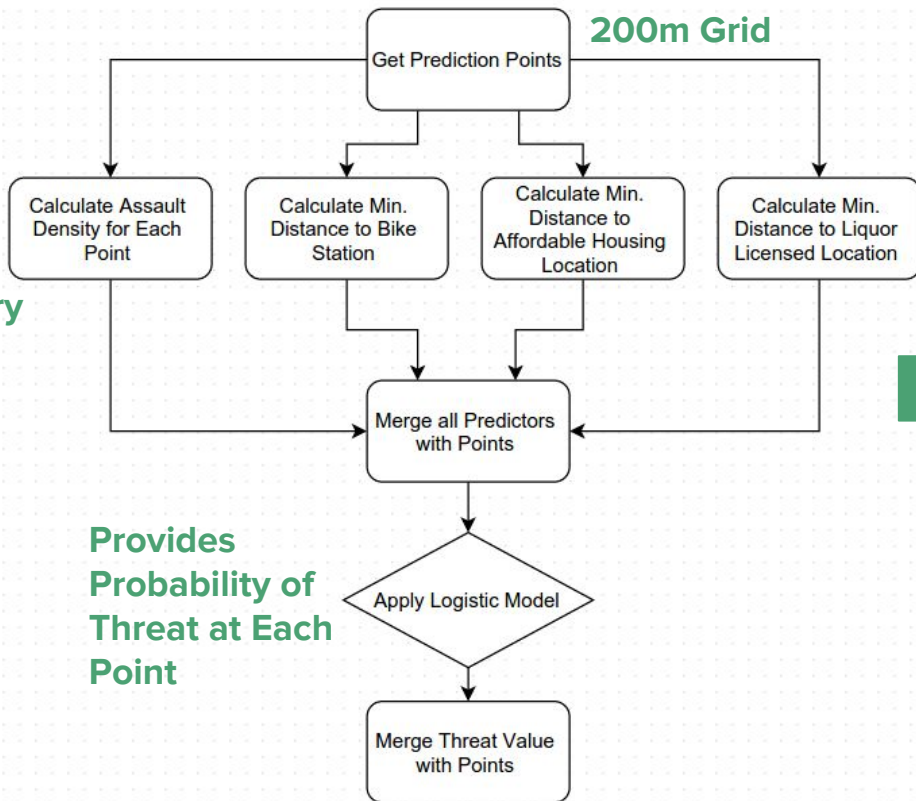 200m Grid
Get Prediction Points
Calculate Assault
Density for Each
Point
Calculate Min.
Distance to Bike
Station
Calculate Min.
Distance to
Affordable Housing
Location
Calculate Min.
Distance to Liquor
Licensed Location
ry
Merge all Predictors
with Points
Provides
Probability of
Threat at Each
Point
Apply Logistic Model
Merge Threat Value
with Points